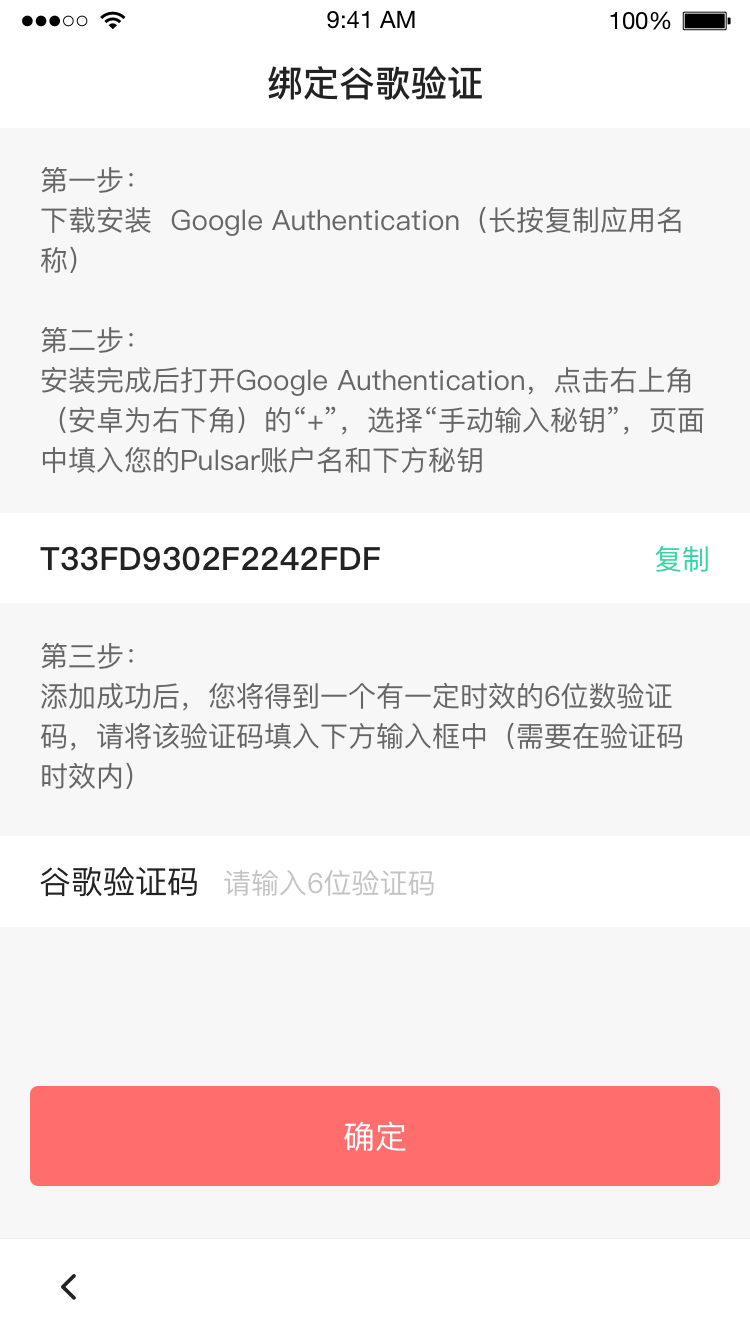 9:41 AM
100%
绑定谷歌验证
第一步：
下载安装 Google Authentication（长按复制应用名
称）
第二步：
安装完成后打开Google Authentication，点击右上角
（安卓为右下角）的“+”，选择“手动输入秘钥”，页面
中填入您的Pulsar账户名和下方秘钥
T33FD9302F2242FDF
复制
第三步：
添加成功后，您将得到一个有一定时效的6位数验证
码，请将该验证码填入下方输入框中（需要在验证码
时效内）
谷歌验证码 请输入6位验证码
确定